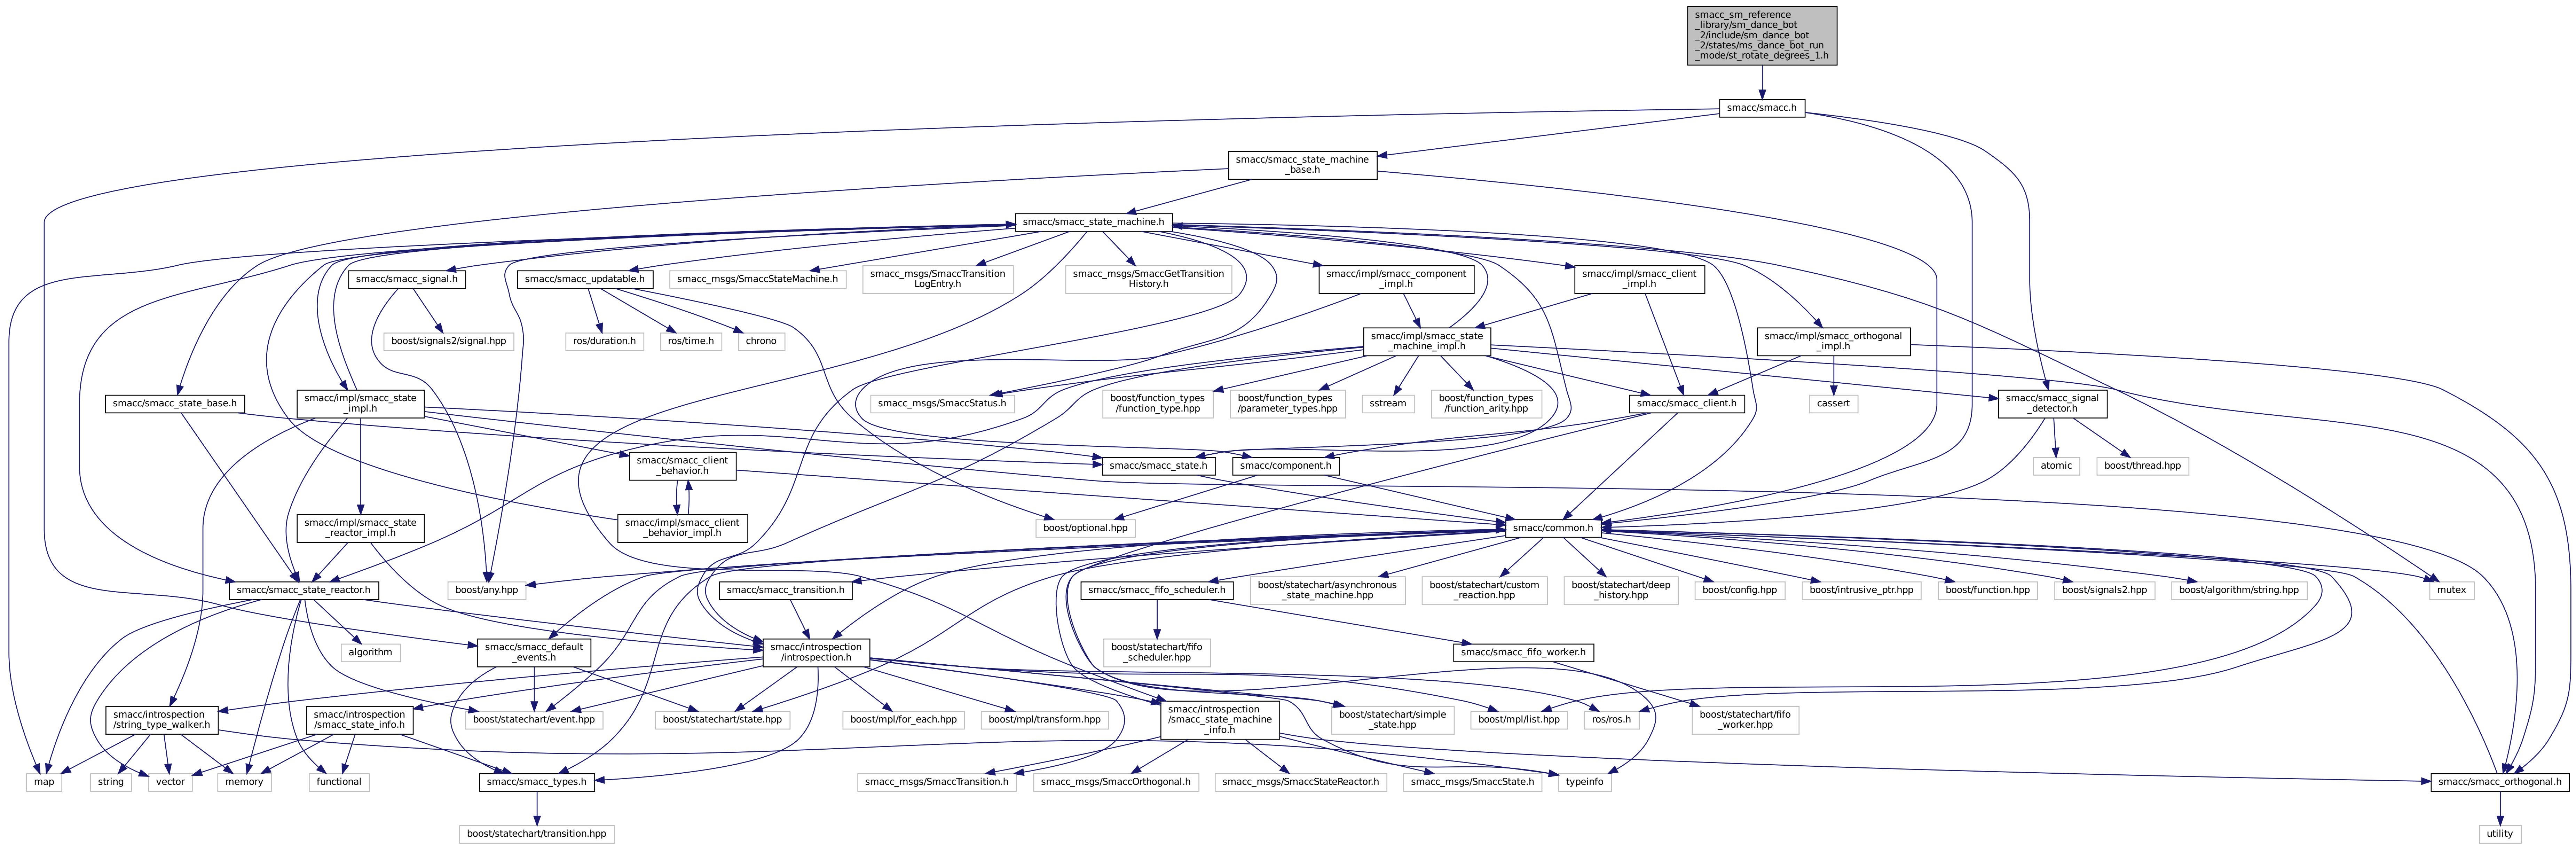 smacc_sm_reference
_library/sm_dance_bot
_2/include/sm_dance_bot
_2/states/ms_dance_bot_run
_mode/st_rotate_degrees_1.h
smacc/smacc.h
smacc/smacc_state_machine
_base.h
smacc/smacc_state_machine.h
smacc/smacc_signal.h
smacc/smacc_updatable.h
smacc_msgs/SmaccStateMachine.h
smacc_msgs/SmaccTransition
LogEntry.h
smacc_msgs/SmaccGetTransition
History.h
smacc/impl/smacc_component
_impl.h
smacc/impl/smacc_client
_impl.h
boost/signals2/signal.hpp
ros/duration.h
ros/time.h
chrono
smacc/impl/smacc_state
_machine_impl.h
smacc/impl/smacc_orthogonal
_impl.h
smacc/smacc_state_base.h
smacc/impl/smacc_state
_impl.h
smacc_msgs/SmaccStatus.h
boost/function_types
/function_type.hpp
boost/function_types
/parameter_types.hpp
sstream
boost/function_types
/function_arity.hpp
smacc/smacc_client.h
cassert
smacc/smacc_signal
_detector.h
smacc/smacc_client
_behavior.h
smacc/smacc_state.h
smacc/component.h
atomic
boost/thread.hpp
smacc/impl/smacc_state
_reactor_impl.h
smacc/impl/smacc_client
_behavior_impl.h
boost/optional.hpp
smacc/common.h
smacc/smacc_state_reactor.h
boost/any.hpp
smacc/smacc_transition.h
smacc/smacc_fifo_scheduler.h
boost/statechart/asynchronous
_state_machine.hpp
boost/statechart/custom
_reaction.hpp
boost/statechart/deep
_history.hpp
boost/config.hpp
boost/intrusive_ptr.hpp
boost/function.hpp
boost/signals2.hpp
boost/algorithm/string.hpp
mutex
algorithm
smacc/smacc_default
_events.h
smacc/introspection
/introspection.h
boost/statechart/fifo
_scheduler.hpp
smacc/smacc_fifo_worker.h
smacc/introspection
/string_type_walker.h
smacc/introspection
/smacc_state_info.h
boost/statechart/event.hpp
boost/statechart/state.hpp
boost/mpl/for_each.hpp
boost/mpl/transform.hpp
smacc/introspection
/smacc_state_machine
_info.h
boost/statechart/simple
_state.hpp
boost/mpl/list.hpp
ros/ros.h
boost/statechart/fifo
_worker.hpp
map
string
vector
memory
functional
smacc/smacc_types.h
smacc_msgs/SmaccTransition.h
smacc_msgs/SmaccOrthogonal.h
smacc_msgs/SmaccStateReactor.h
smacc_msgs/SmaccState.h
typeinfo
smacc/smacc_orthogonal.h
boost/statechart/transition.hpp
utility